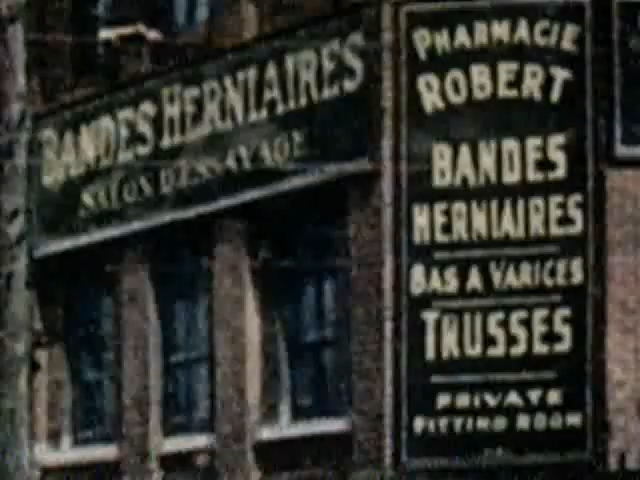 BANDES HERNIAIRES
SALON D'ESSAYAGE
PHARMACIE
ROBERT
BANDES
HERNIAIRES
BAS A VARICES
TRUSSES
PRIVATE
FITTING ROOM